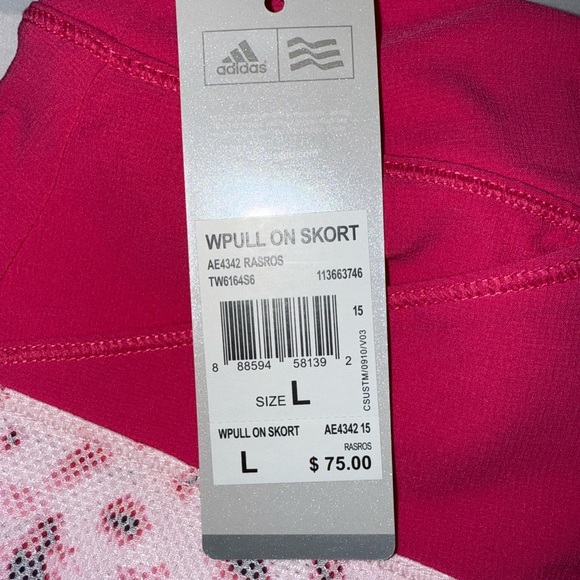 adidas
WPULL ON SKORT
AE4342 RASROS
TW6164S6 113663746
15
8 88594 58139 2
CSUSTM/0910/V03
SIZE L
WPULL ON SKORT AE4342 15
RASROS
L $ 75.00